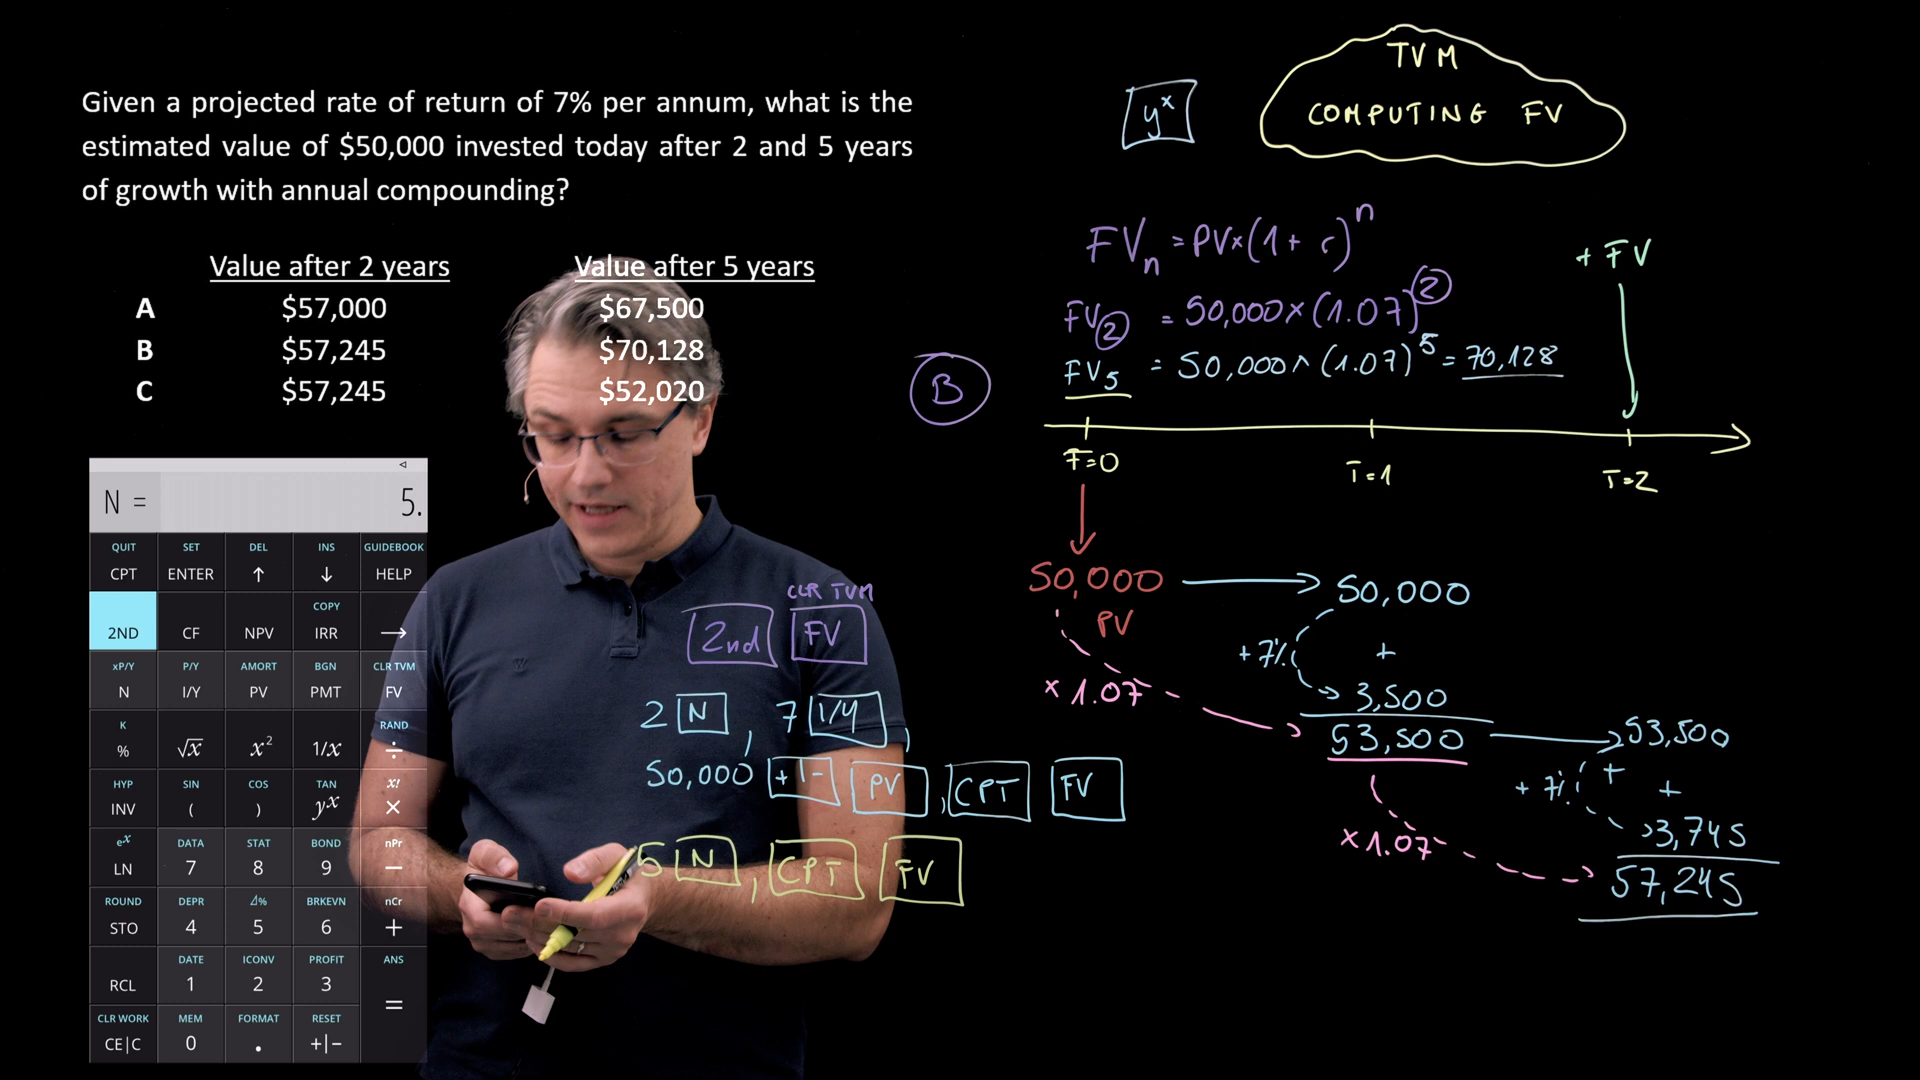 Given a projected rate of return of 7% per annum, what is the
estimated value of $50,000 invested today after 2 and 5 years
of growth with annual compounding?
Value after 2 years Value after 5 years
A $57,000 $67,500
B $57,245 $70,128
C $57,245 $52,020
N = 5.
QUIT SET DEL INS GUIDEBOOK
CPT ENTER ↑ ↓ HELP
COPY
2ND CF NPV IRR →
xP/Y P/Y AMORT BGN CLR TVM
N I/Y PV PMT FV
K RAND
% √x x² 1/x ÷
HYP SIN COS TAN x!
INV ( ) yˣ ×
eˣ DATA STAT BOND nPr
LN 7 8 9 −
ROUND DEPR Δ% BRKEVN nCr
STO 4 5 6 +
DATE ICONV PROFIT ANS
RCL 1 2 3 =
CLR WORK MEM FORMAT RESET
CE|C 0 . +|−
CLR TVM
2nd FV
2 N , 7 I/Y ,
50,000 +|- PV , CPT FV
5 N , CPT FV
B
yˣ
TVM
COMPUTING FV
FVₙ = PV×(1+ r)ⁿ
FV₂ = 50,000×(1.07)²
FV₅ = 50,000×(1.07)⁵ = 70,128
+ FV
T=0 T=1 T=2
50,000 → 50,000
PV
+7% +
× 1.07 3,500
53,500 → 53,500
+ 7% + +
× 1.07 3,745
57,245